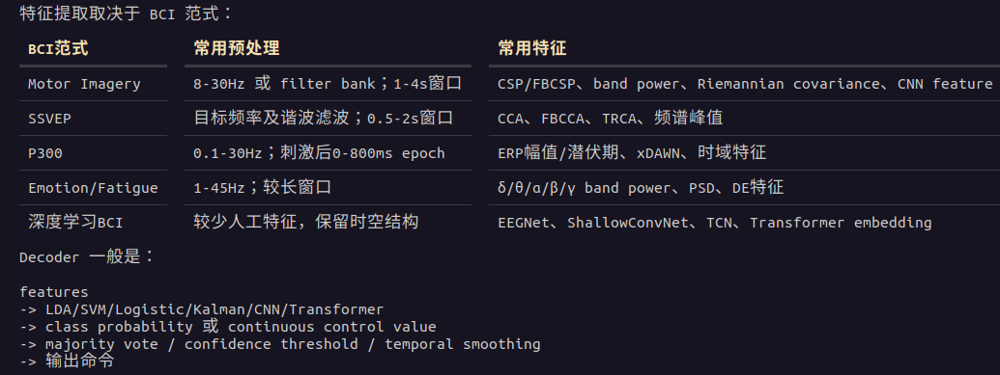 特征提取取决于 BCI 范式：
BCI范式 常用预处理 常用特征
Motor Imagery 8-30Hz 或 filter bank；1-4s窗口 CSP/FBCSP、band power、Riemannian covariance、CNN feature
SSVEP 目标频率及谐波滤波；0.5-2s窗口 CCA、FBCCA、TRCA、频谱峰值
P300 0.1-30Hz；刺激后0-800ms epoch ERP幅值/潜伏期、xDAWN、时域特征
Emotion/Fatigue 1-45Hz；较长窗口 δ/θ/α/β/γ band power、PSD、DE特征
深度学习BCI 较少人工特征，保留时空结构 EEGNet、ShallowConvNet、TCN、Transformer embedding
Decoder 一般是：
features
-> LDA/SVM/Logistic/Kalman/CNN/Transformer
-> class probability 或 continuous control value
-> majority vote / confidence threshold / temporal smoothing
-> 输出命令